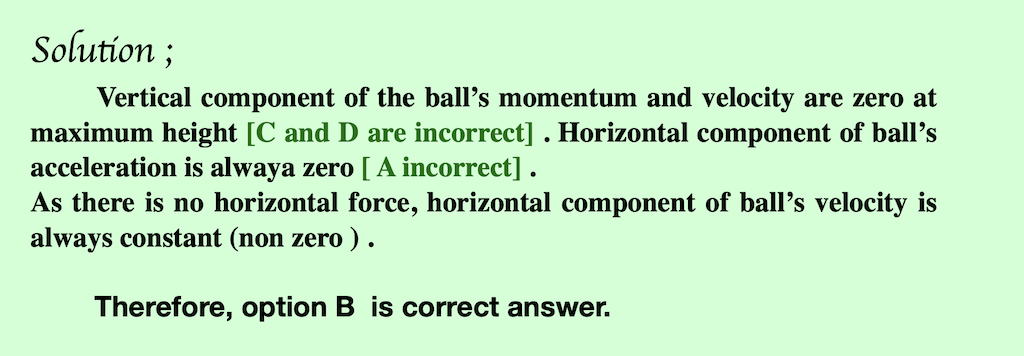 Solution ;
Vertical component of the ball's momentum and velocity are zero at
maximum height [C and D are incorrect] . Horizontal component of ball's
acceleration is alwaya zero [ A incorrect] .
As there is no horizontal force, horizontal component of ball's velocity is
always constant (non zero ) .
Therefore, option B  is correct answer.